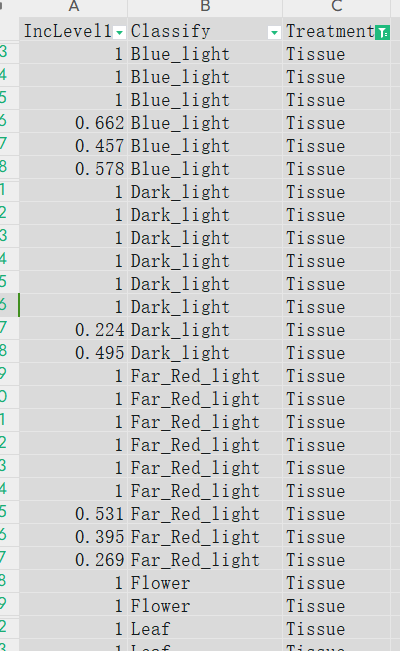 A B C
IncLevel1 Classify Treatment
3 1 Blue_light Tissue
4 1 Blue_light Tissue
5 1 Blue_light Tissue
6 0.662 Blue_light Tissue
7 0.457 Blue_light Tissue
8 0.578 Blue_light Tissue
1 1 Dark_light Tissue
2 1 Dark_light Tissue
3 1 Dark_light Tissue
4 1 Dark_light Tissue
5 1 Dark_light Tissue
6 1 Dark_light Tissue
7 0.224 Dark_light Tissue
8 0.495 Dark_light Tissue
9 1 Far_Red_light Tissue
0 1 Far_Red_light Tissue
1 1 Far_Red_light Tissue
2 1 Far_Red_light Tissue
3 1 Far_Red_light Tissue
4 1 Far_Red_light Tissue
5 0.531 Far_Red_light Tissue
6 0.395 Far_Red_light Tissue
7 0.269 Far_Red_light Tissue
8 1 Flower Tissue
9 1 Flower Tissue
2 1 Leaf Tissue
3 1 Leaf Tissue